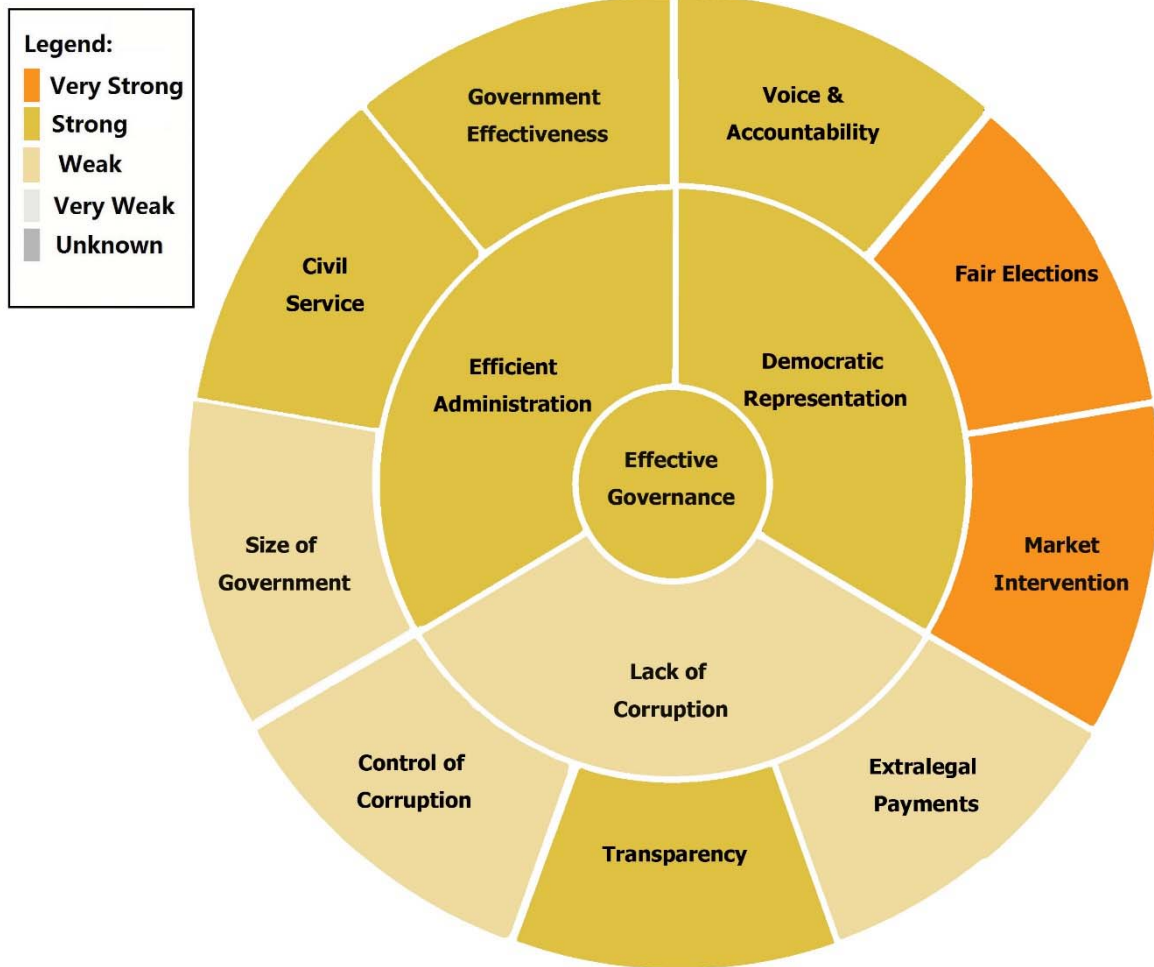 Legend:
Very Strong
Strong
Weak
Very Weak
Unknown
Government
Effectiveness
Voice &
Accountability
Civil
Service
Fair Elections
Efficient
Administration
Democratic
Representation
Effective
Governance
Size of
Government
Market
Intervention
Lack of
Corruption
Control of
Corruption
Extralegal
Payments
Transparency